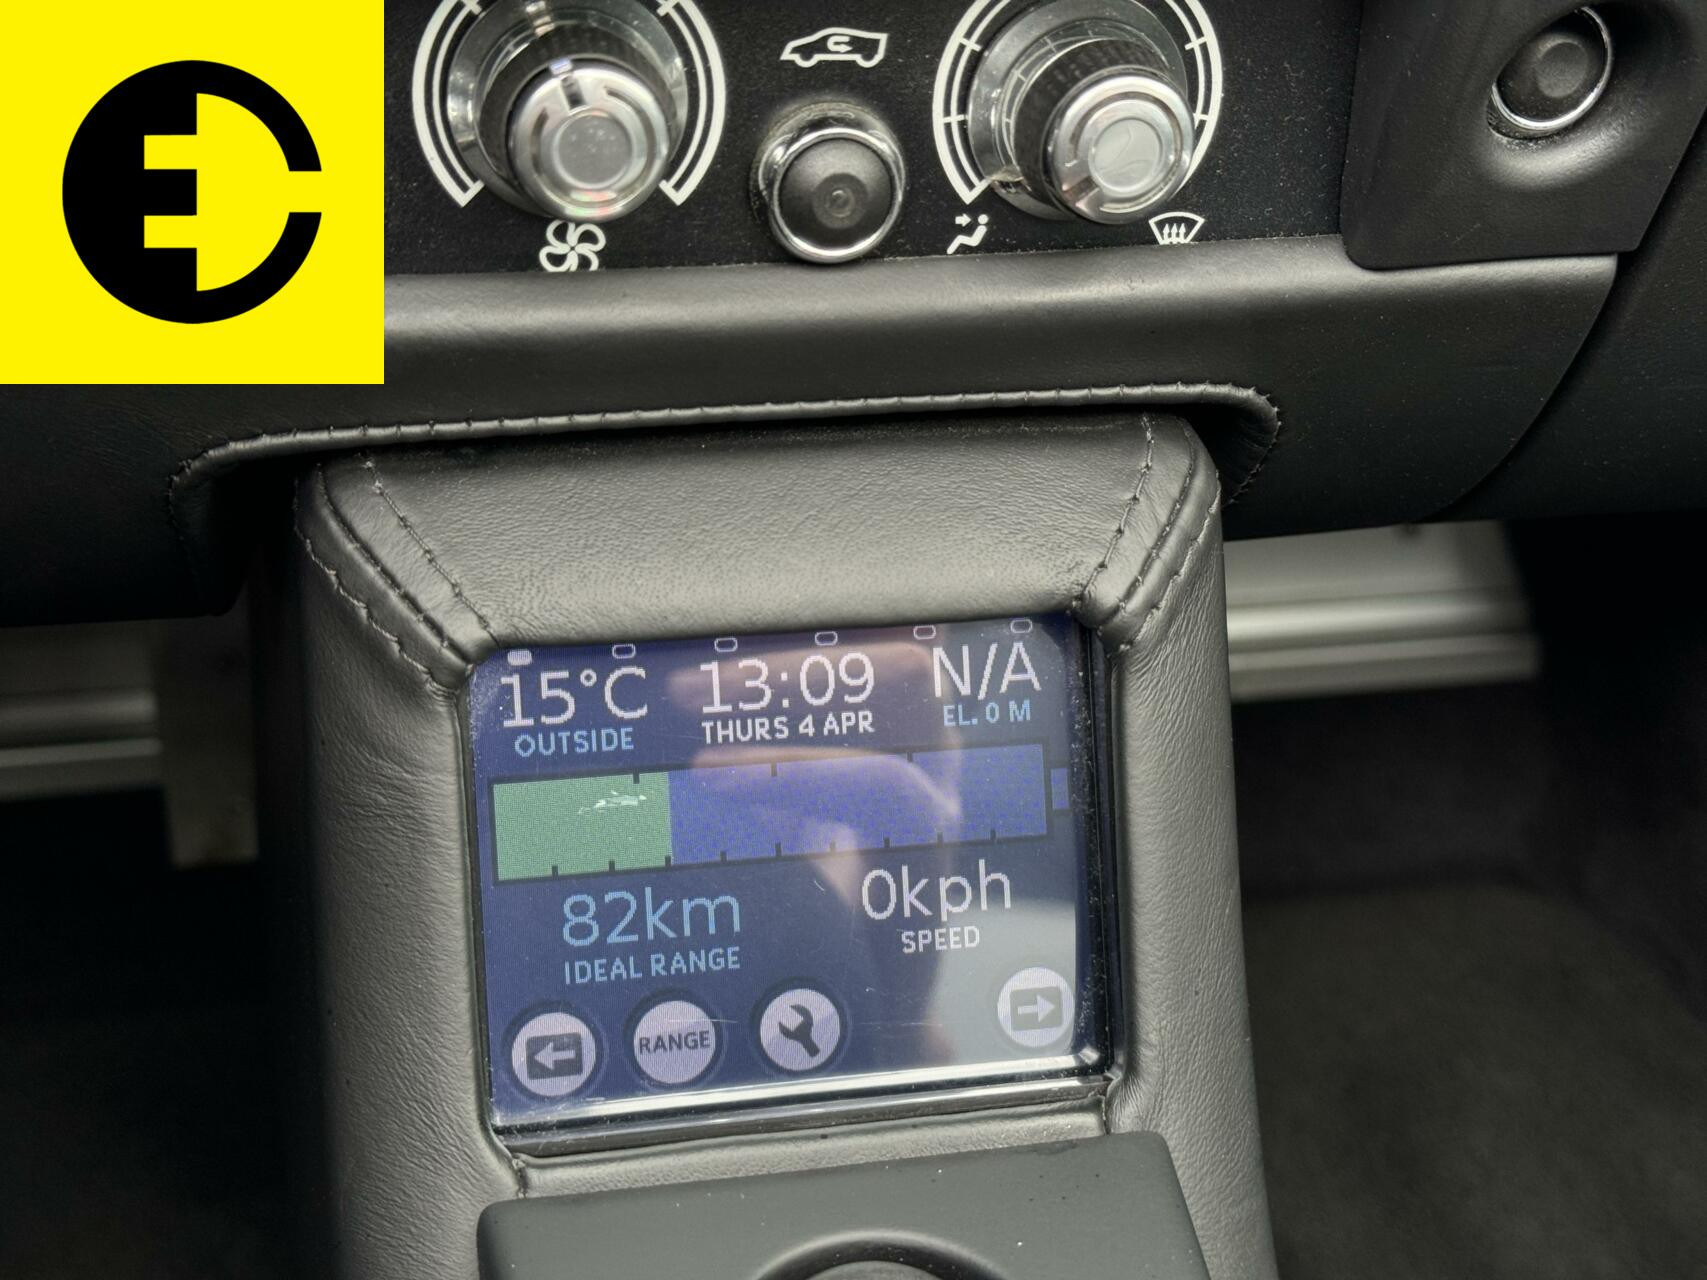 15°C 13:09 N/A
OUTSIDE THURS 4 APR EL. 0 M
82km 0kph
IDEAL RANGE SPEED
RANGE